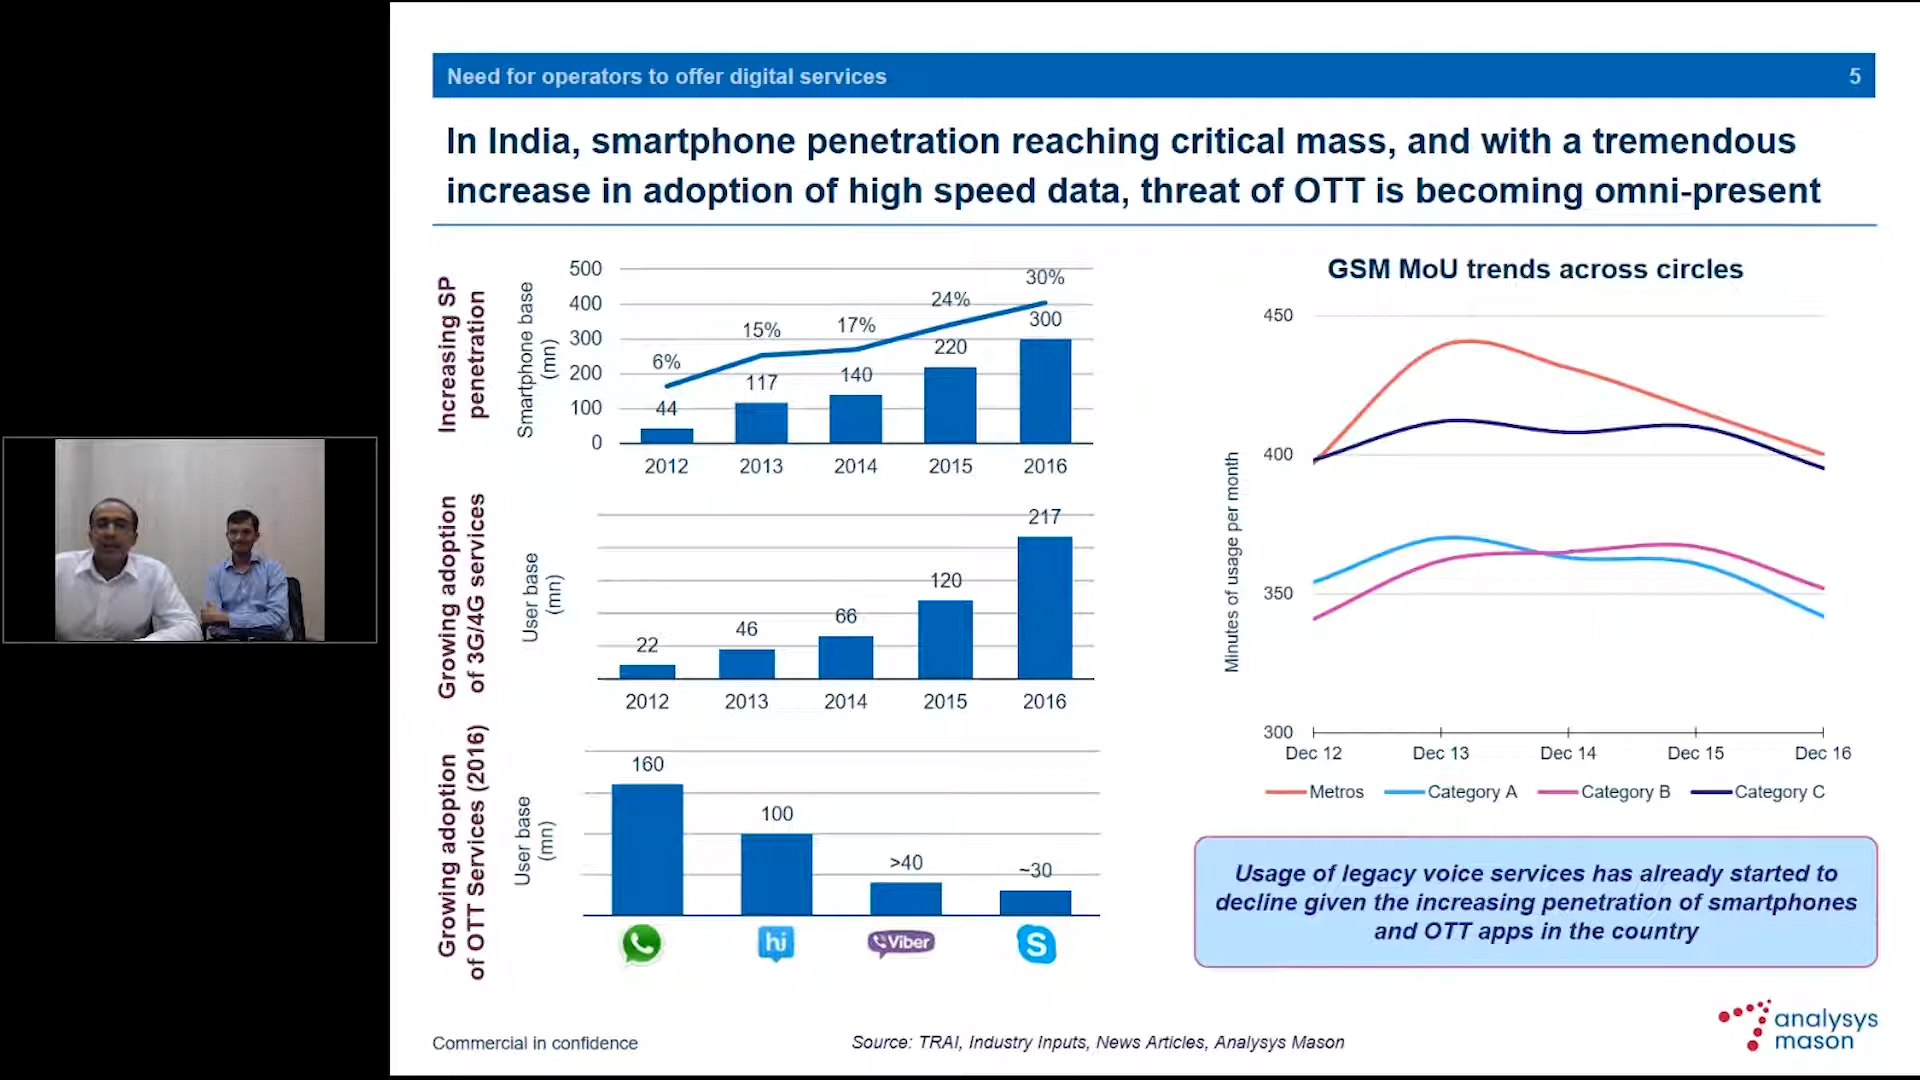 Need for operators to offer digital services 5
In India, smartphone penetration reaching critical mass, and with a tremendous
increase in adoption of high speed data, threat of OTT is becoming omni-present
Increasing SP
penetration
Smartphone base
(mn)
500
400
300
200
100
0
6%
15%
17%
24%
30%
44
117
140
220
300
2012 2013 2014 2015 2016
Growing adoption
of 3G/4G services
User base
(mn)
22
46
66
120
217
2012 2013 2014 2015 2016
Growing adoption
of OTT Services (2016)
User base
(mn)
160
100
>40
~30
hi
Viber
S
GSM MoU trends across circles
Minutes of usage per month
450
400
350
300
Dec 12 Dec 13 Dec 14 Dec 15 Dec 16
Metros Category A Category B Category C
Usage of legacy voice services has already started to
decline given the increasing penetration of smartphones
and OTT apps in the country
Commercial in confidence
Source: TRAI, Industry Inputs, News Articles, Analysys Mason
analysys
mason